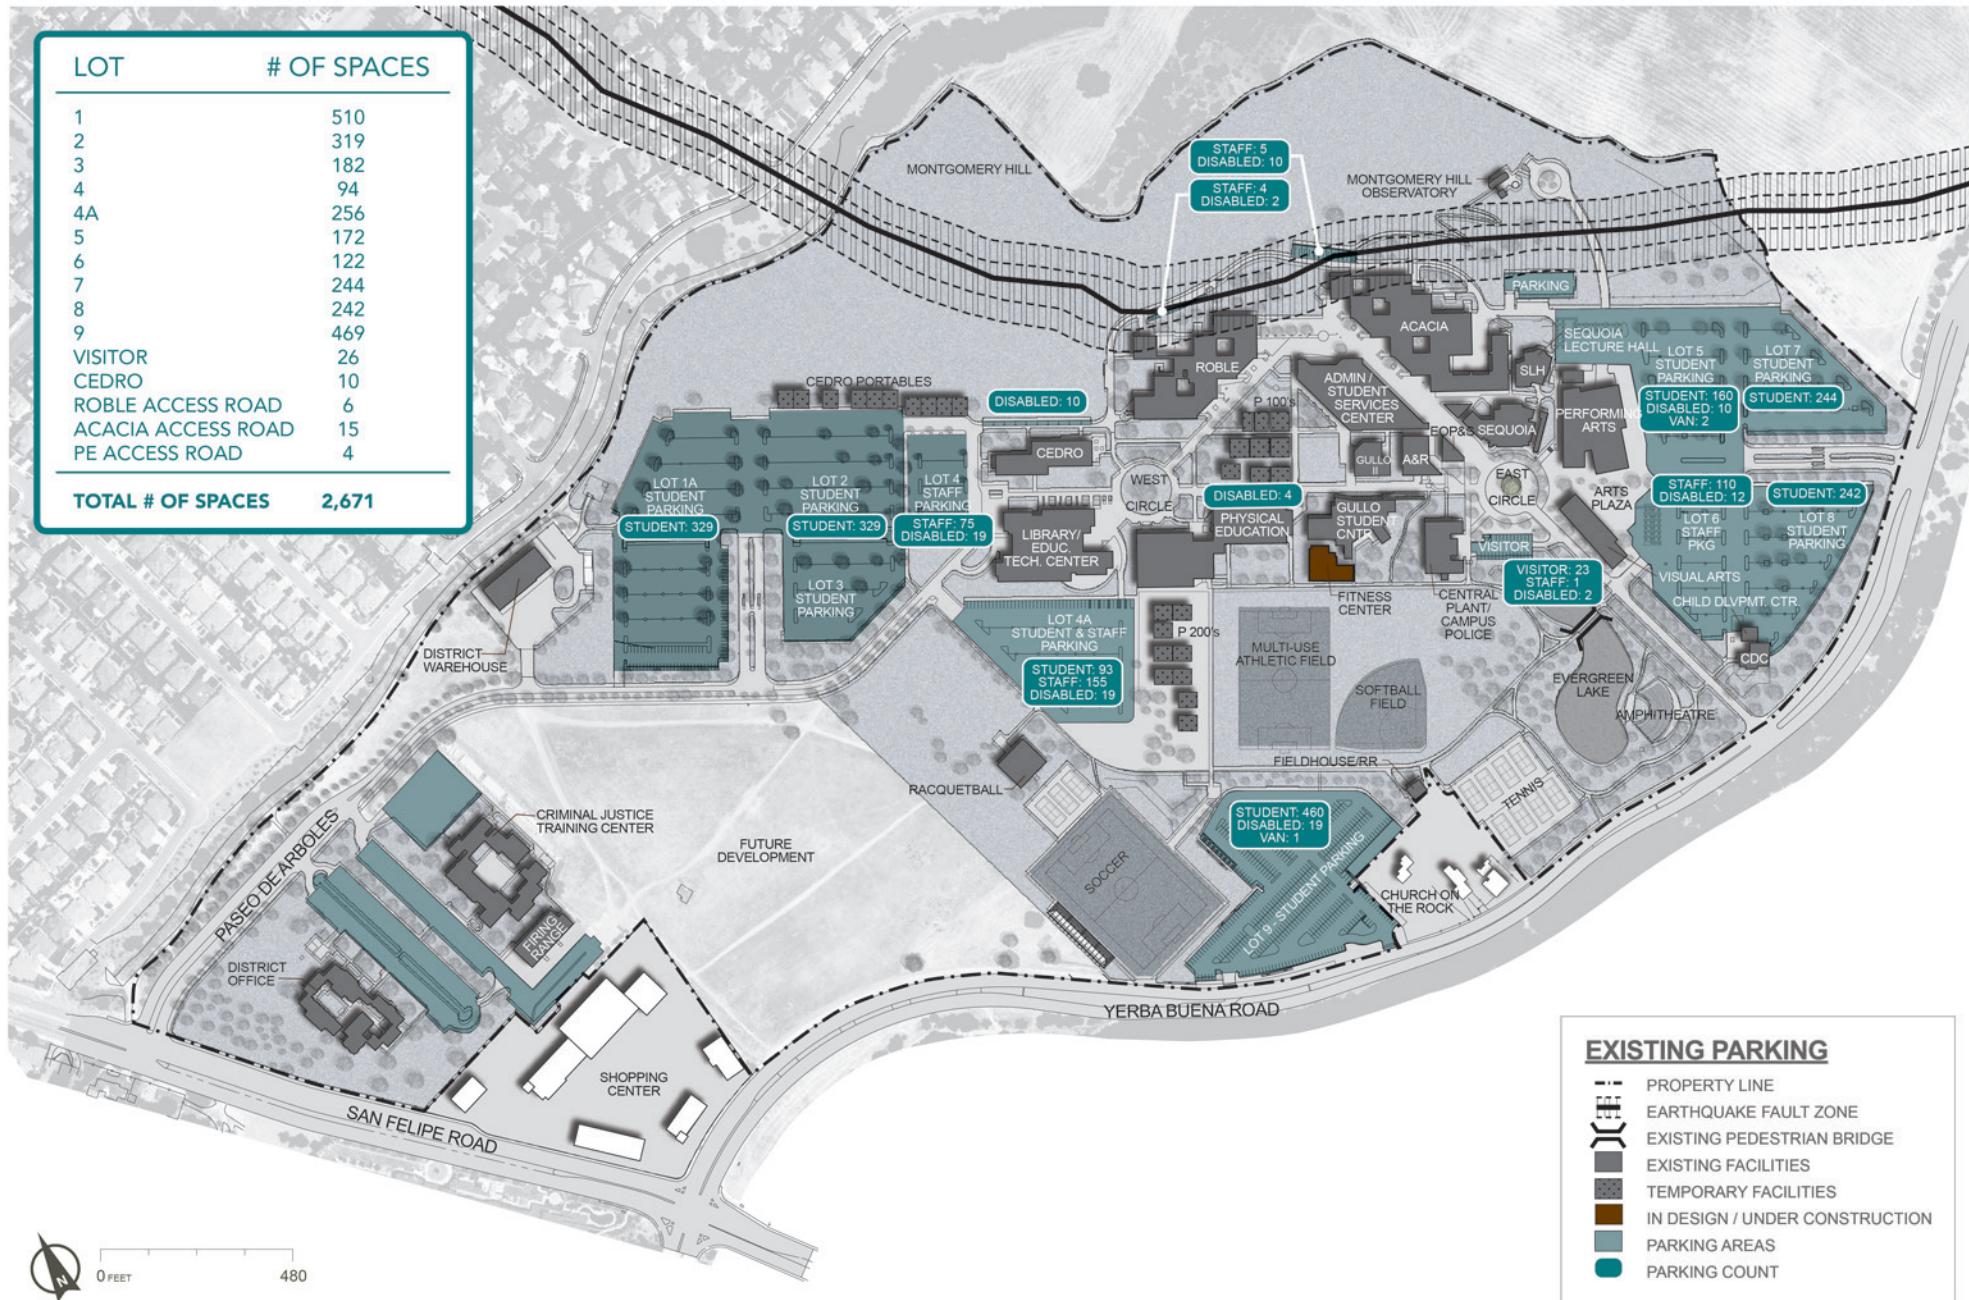 LOT # OF SPACES
1 510
2 319
3 182
4 94
4A 256
5 172
6 122
7 244
8 242
9 469
VISITOR 26
CEDRO 10
ROBLE ACCESS ROAD 6
ACACIA ACCESS ROAD 15
PE ACCESS ROAD 4
TOTAL # OF SPACES 2,671
MONTGOMERY HILL
STAFF: 5
DISABLED: 10
STAFF: 4
DISABLED: 2
MONTGOMERY HILL
OBSERVATORY
PARKING
ACACIA
SEQUOIA
LECTURE HALL
SLH
LOT 5
STUDENT
PARKING
STUDENT: 160
DISABLED: 10
VAN: 2
LOT 7
STUDENT
PARKING
STUDENT: 244
ROBLE
ADMIN /
STUDENT
SERVICES
CENTER
P 100's
CEDRO PORTABLES
DISABLED: 10
CEDRO
PERFORMING
ARTS
EOP&S
SEQUOIA
GULLO
II
A&R
LOT 1A
STUDENT
PARKING
STUDENT: 329
LOT 2
STUDENT
PARKING
STUDENT: 329
LOT 4
STAFF
PARKING
STAFF: 75
DISABLED: 19
WEST
CIRCLE
EAST
CIRCLE
ARTS
PLAZA
STAFF: 110
DISABLED: 12
STUDENT: 242
LOT 6
STAFF
PKG
LOT 8
STUDENT
PARKING
LIBRARY/
EDUC.
TECH. CENTER
DISABLED: 4
PHYSICAL
EDUCATION
GULLO
STUDENT
CNTR
VISITOR
VISITOR: 23
STAFF: 1
DISABLED: 2
VISUAL ARTS
CHILD DLVPMT. CTR.
CDC
LOT 3
STUDENT
PARKING
FITNESS
CENTER
CENTRAL
PLANT/
CAMPUS
POLICE
LOT 4A
STUDENT & STAFF
PARKING
STUDENT: 93
STAFF: 155
DISABLED: 19
P 200's
MULTI-USE
ATHLETIC FIELD
SOFTBALL
FIELD
EVERGREEN
LAKE
AMPHITHEATRE
DISTRICT
WAREHOUSE
FIELDHOUSE/RR
TENNIS
RACQUETBALL
STUDENT: 460
DISABLED: 19
VAN: 1
LOT 9 - STUDENT PARKING
SOCCER
CHURCH ON
THE ROCK
CRIMINAL JUSTICE
TRAINING CENTER
FUTURE
DEVELOPMENT
PASEO DE ARBOLES
FIRING
RANGE
DISTRICT
OFFICE
YERBA BUENA ROAD
SHOPPING
CENTER
SAN FELIPE ROAD
N
0 FEET 480
EXISTING PARKING
PROPERTY LINE
EARTHQUAKE FAULT ZONE
EXISTING PEDESTRIAN BRIDGE
EXISTING FACILITIES
TEMPORARY FACILITIES
IN DESIGN / UNDER CONSTRUCTION
PARKING AREAS
PARKING COUNT